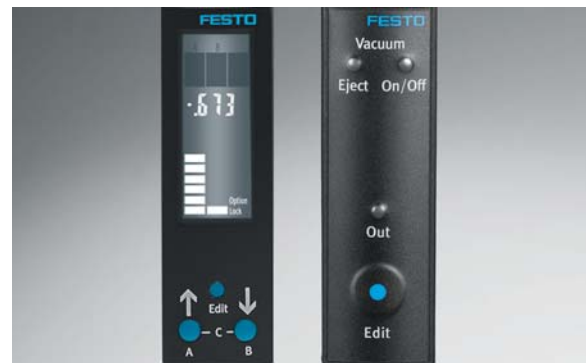 FESTO
A B
-.673
Option
Lock
Edit
C
A B
FESTO
Vacuum
Eject On/Off
Out
Edit